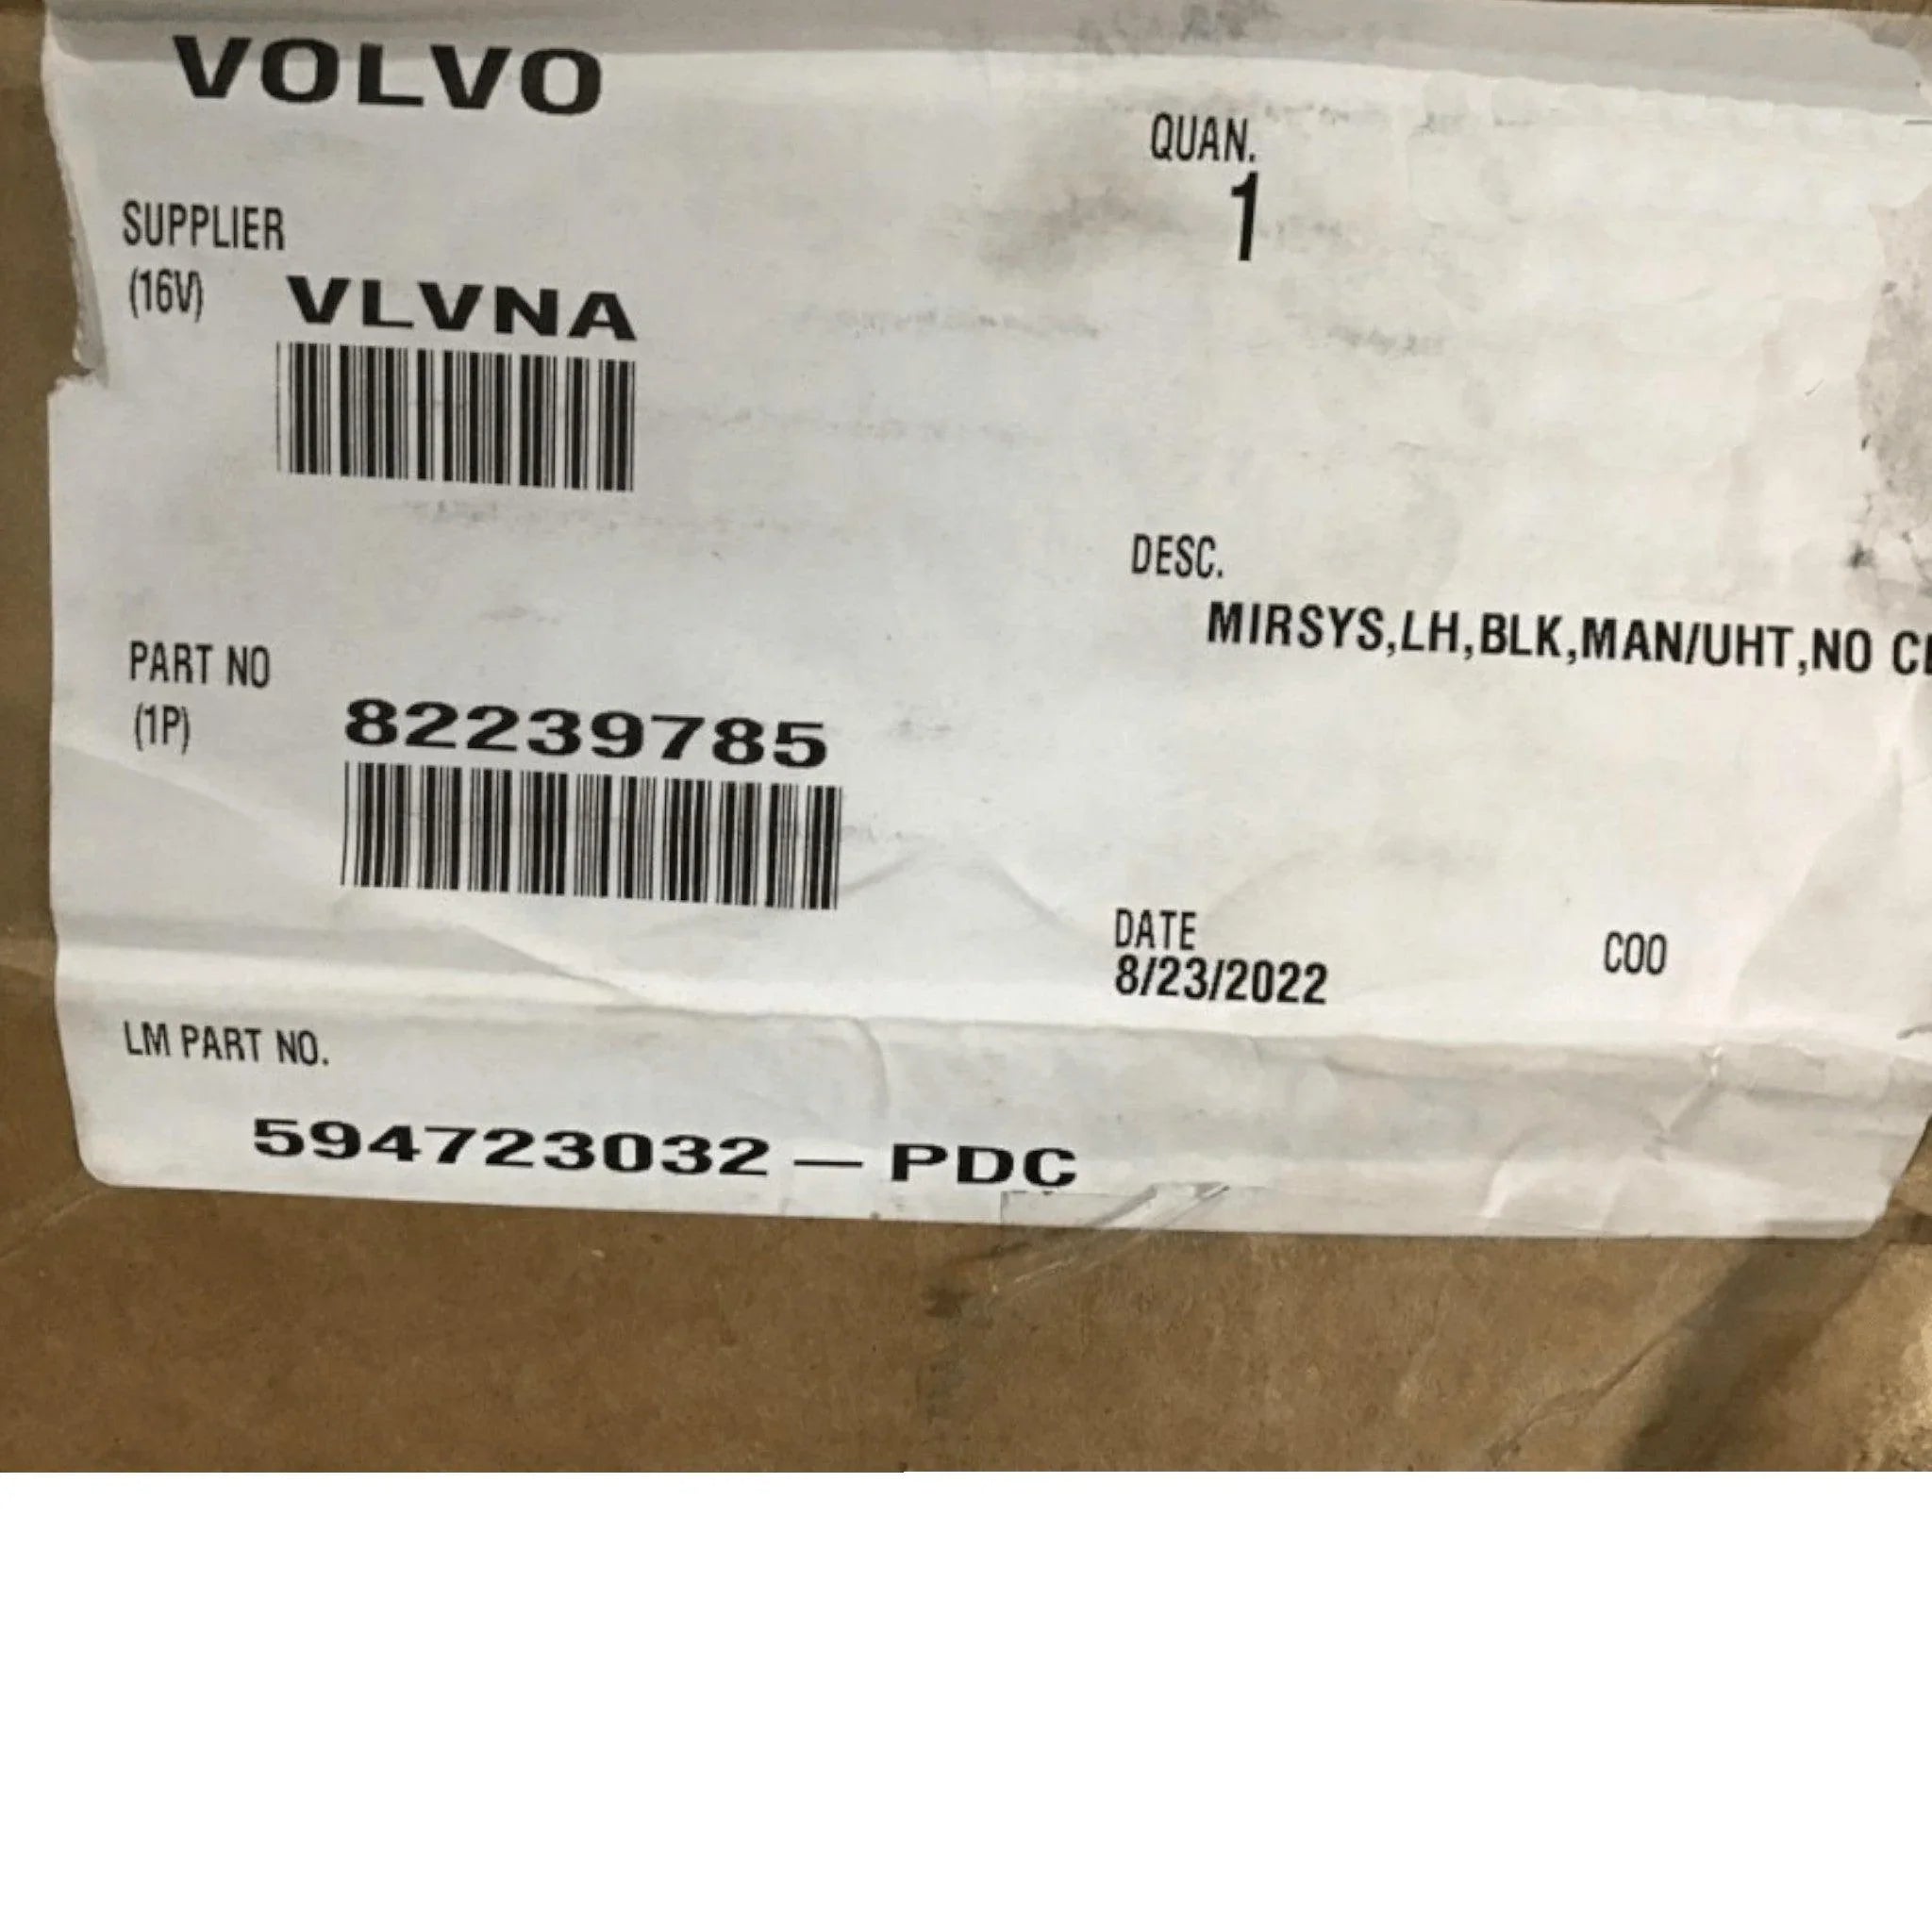 VOLVO
QUAN.
1
SUPPLIER
(16V) VLVNA
DESC.
MIRSYS,LH,BLK,MAN/UHT,NO
PART NO
(1P) 82239785
DATE
8/23/2022
COO
LM PART NO.
594723032 — PDC